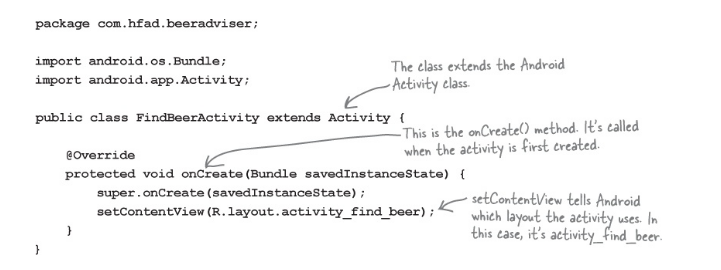 package com.hfad.beeradviser;
import android.os.Bundle;
import android.app.Activity;
The class extends the Android
Activity class.
public class FindBeerActivity extends Activity {
This is the onCreate() method. It's called
when the activity is first created.
@Override
protected void onCreate(Bundle savedInstanceState) {
super.onCreate(savedInstanceState);
setContentView(R.layout.activity_find_beer);
setContentView tells Android
which layout the activity uses. In
this case, it's activity_find_beer.
}
}